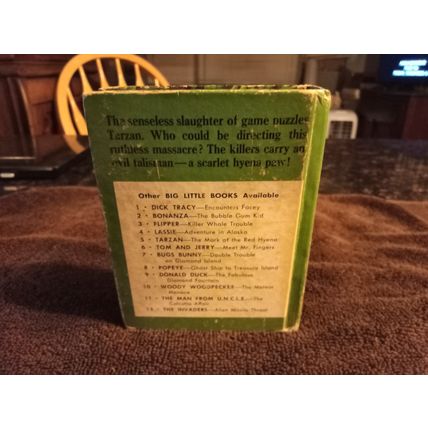 The senseless slaughter of game puzzles
Tarzan. Who could be directing this
ruthless massacre? The killers carry an
evil talisman—a scarlet hyena paw!
Other BIG LITTLE BOOKS Available
1 • DICK TRACY—Encounters Facey
2 • BONANZA—The Bubble Gum Kid
3 • FLIPPER—Killer Whale Trouble
4 • LASSIE—Adventure in Alaska
5 • TARZAN—The Mark of the Red Hyena
6 • TOM AND JERRY—Meet Mr. Fingers
7 • BUGS BUNNY—Double Trouble
on Diamond Island
8 • POPEYE—Ghost Ship to Treasure Island
9 • DONALD DUCK—The Fabulous
Diamond Fountain
10 • WOODY WOODPECKER—The Meteor
Menace
11 • THE MAN FROM U.N.C.L.E.—The
Calcutta Affair
12 • THE INVADERS—Alien Missile Threat